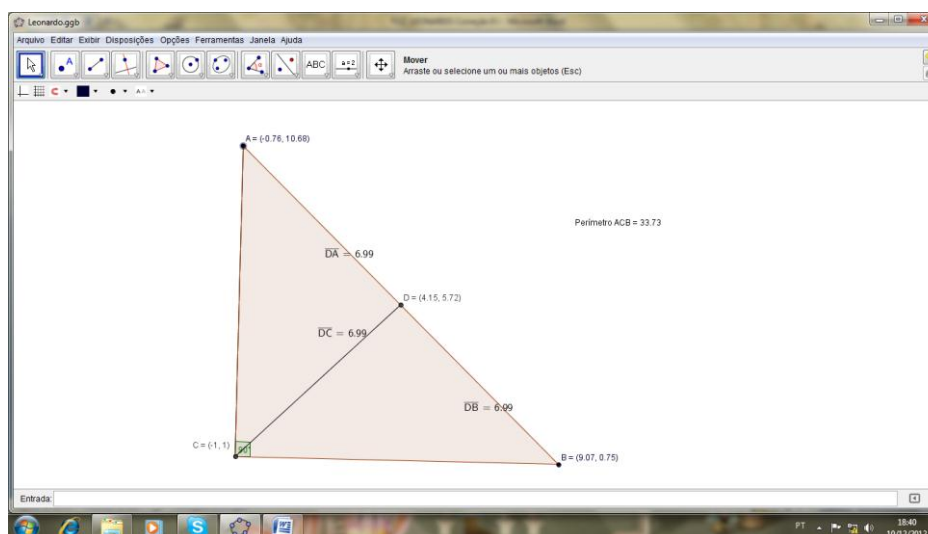 Leonardo.ggb
Arquivo Editar Exibir Disposições Opções Ferramentas Janela Ajuda
ABC
a=2
Mover
Arraste ou selecione um ou mais objetos (Esc)
A = (-0.76, 10.68)
Perímetro ACB = 33.73
DA = 6.99
D = (4.15, 5.72)
DC = 6.99
DB = 6.99
C = (-1, 1)
90°
B = (9.07, 0.75)
Entrada:
PT
18:40